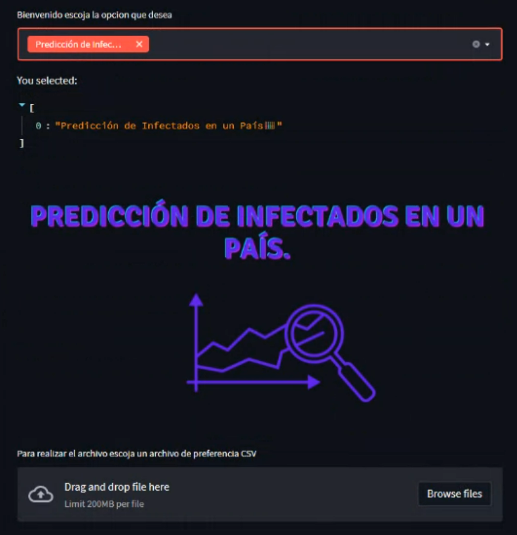 Bienvenido escoja la opcion que desea
Predicción de Infec... ×
You selected:
[
0 : "Predicción de Infectados en un País"
]
PREDICCIÓN DE INFECTADOS EN UN
PAÍS.
Para realizar el archivo escoja un archivo de preferencia CSV
Drag and drop file here
Limit 200MB per file
Browse files